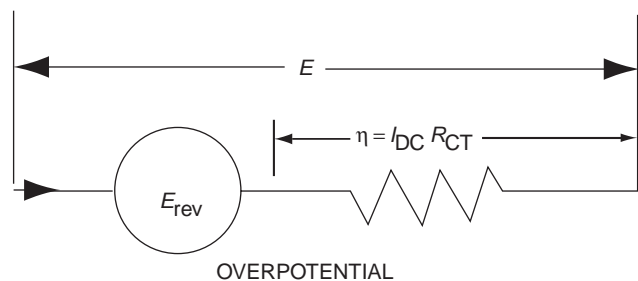 E
η = I_DC R_CT
E_rev
OVERPOTENTIAL